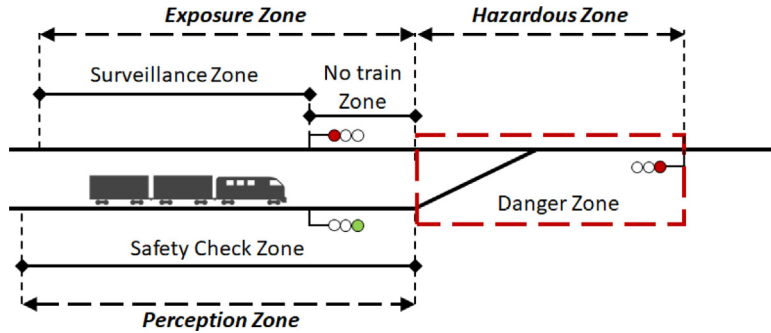 Exposure Zone
Hazardous Zone
Surveillance Zone
No train
Zone
Danger Zone
Safety Check Zone
Perception Zone